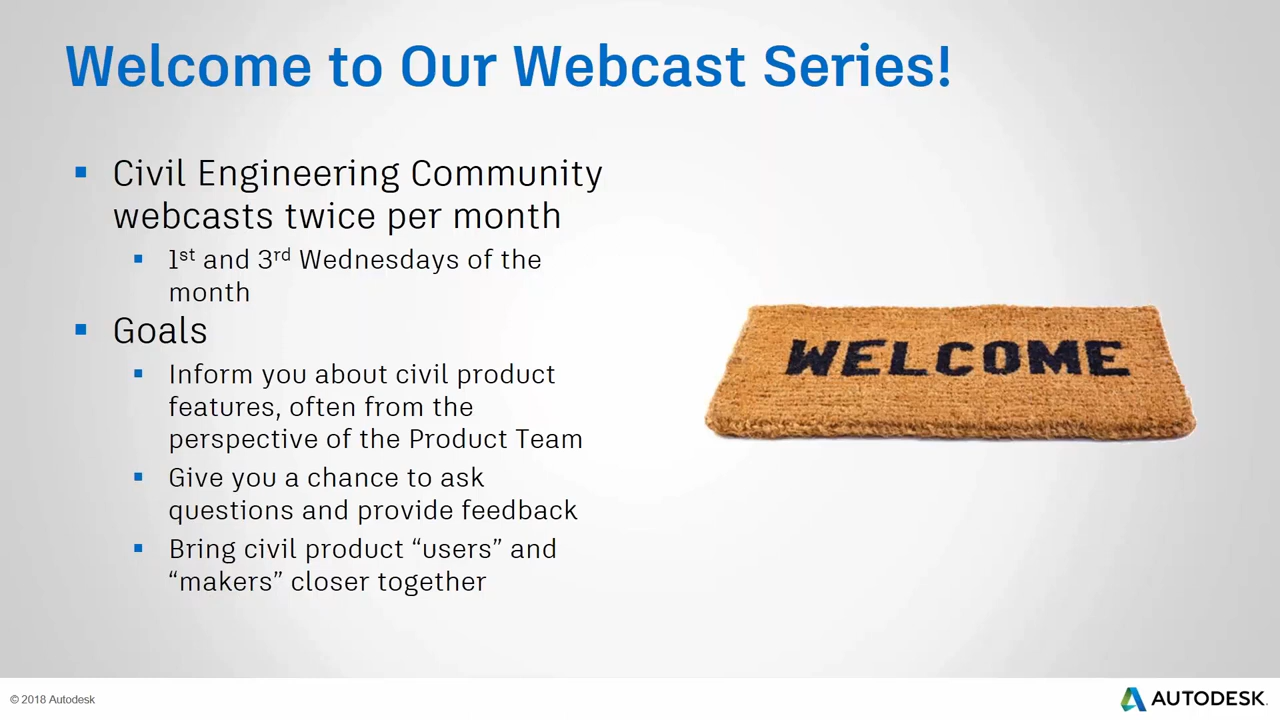 Welcome to Our Webcast Series!
▪ Civil Engineering Community
webcasts twice per month
▪ 1st and 3rd Wednesdays of the
month
▪ Goals
▪ Inform you about civil product
features, often from the
perspective of the Product Team
▪ Give you a chance to ask
questions and provide feedback
▪ Bring civil product “users” and
“makers” closer together
WELCOME
© 2018 Autodesk
AUTODESK.